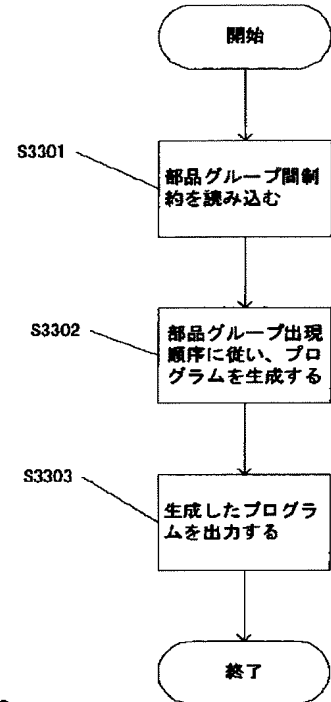 開始
S3301
部品グループ間制
約を読み込む
S3302
部品グループ出現
順序に従い、プロ
グラムを生成する
S3303
生成したプログラ
ムを出力する
終了